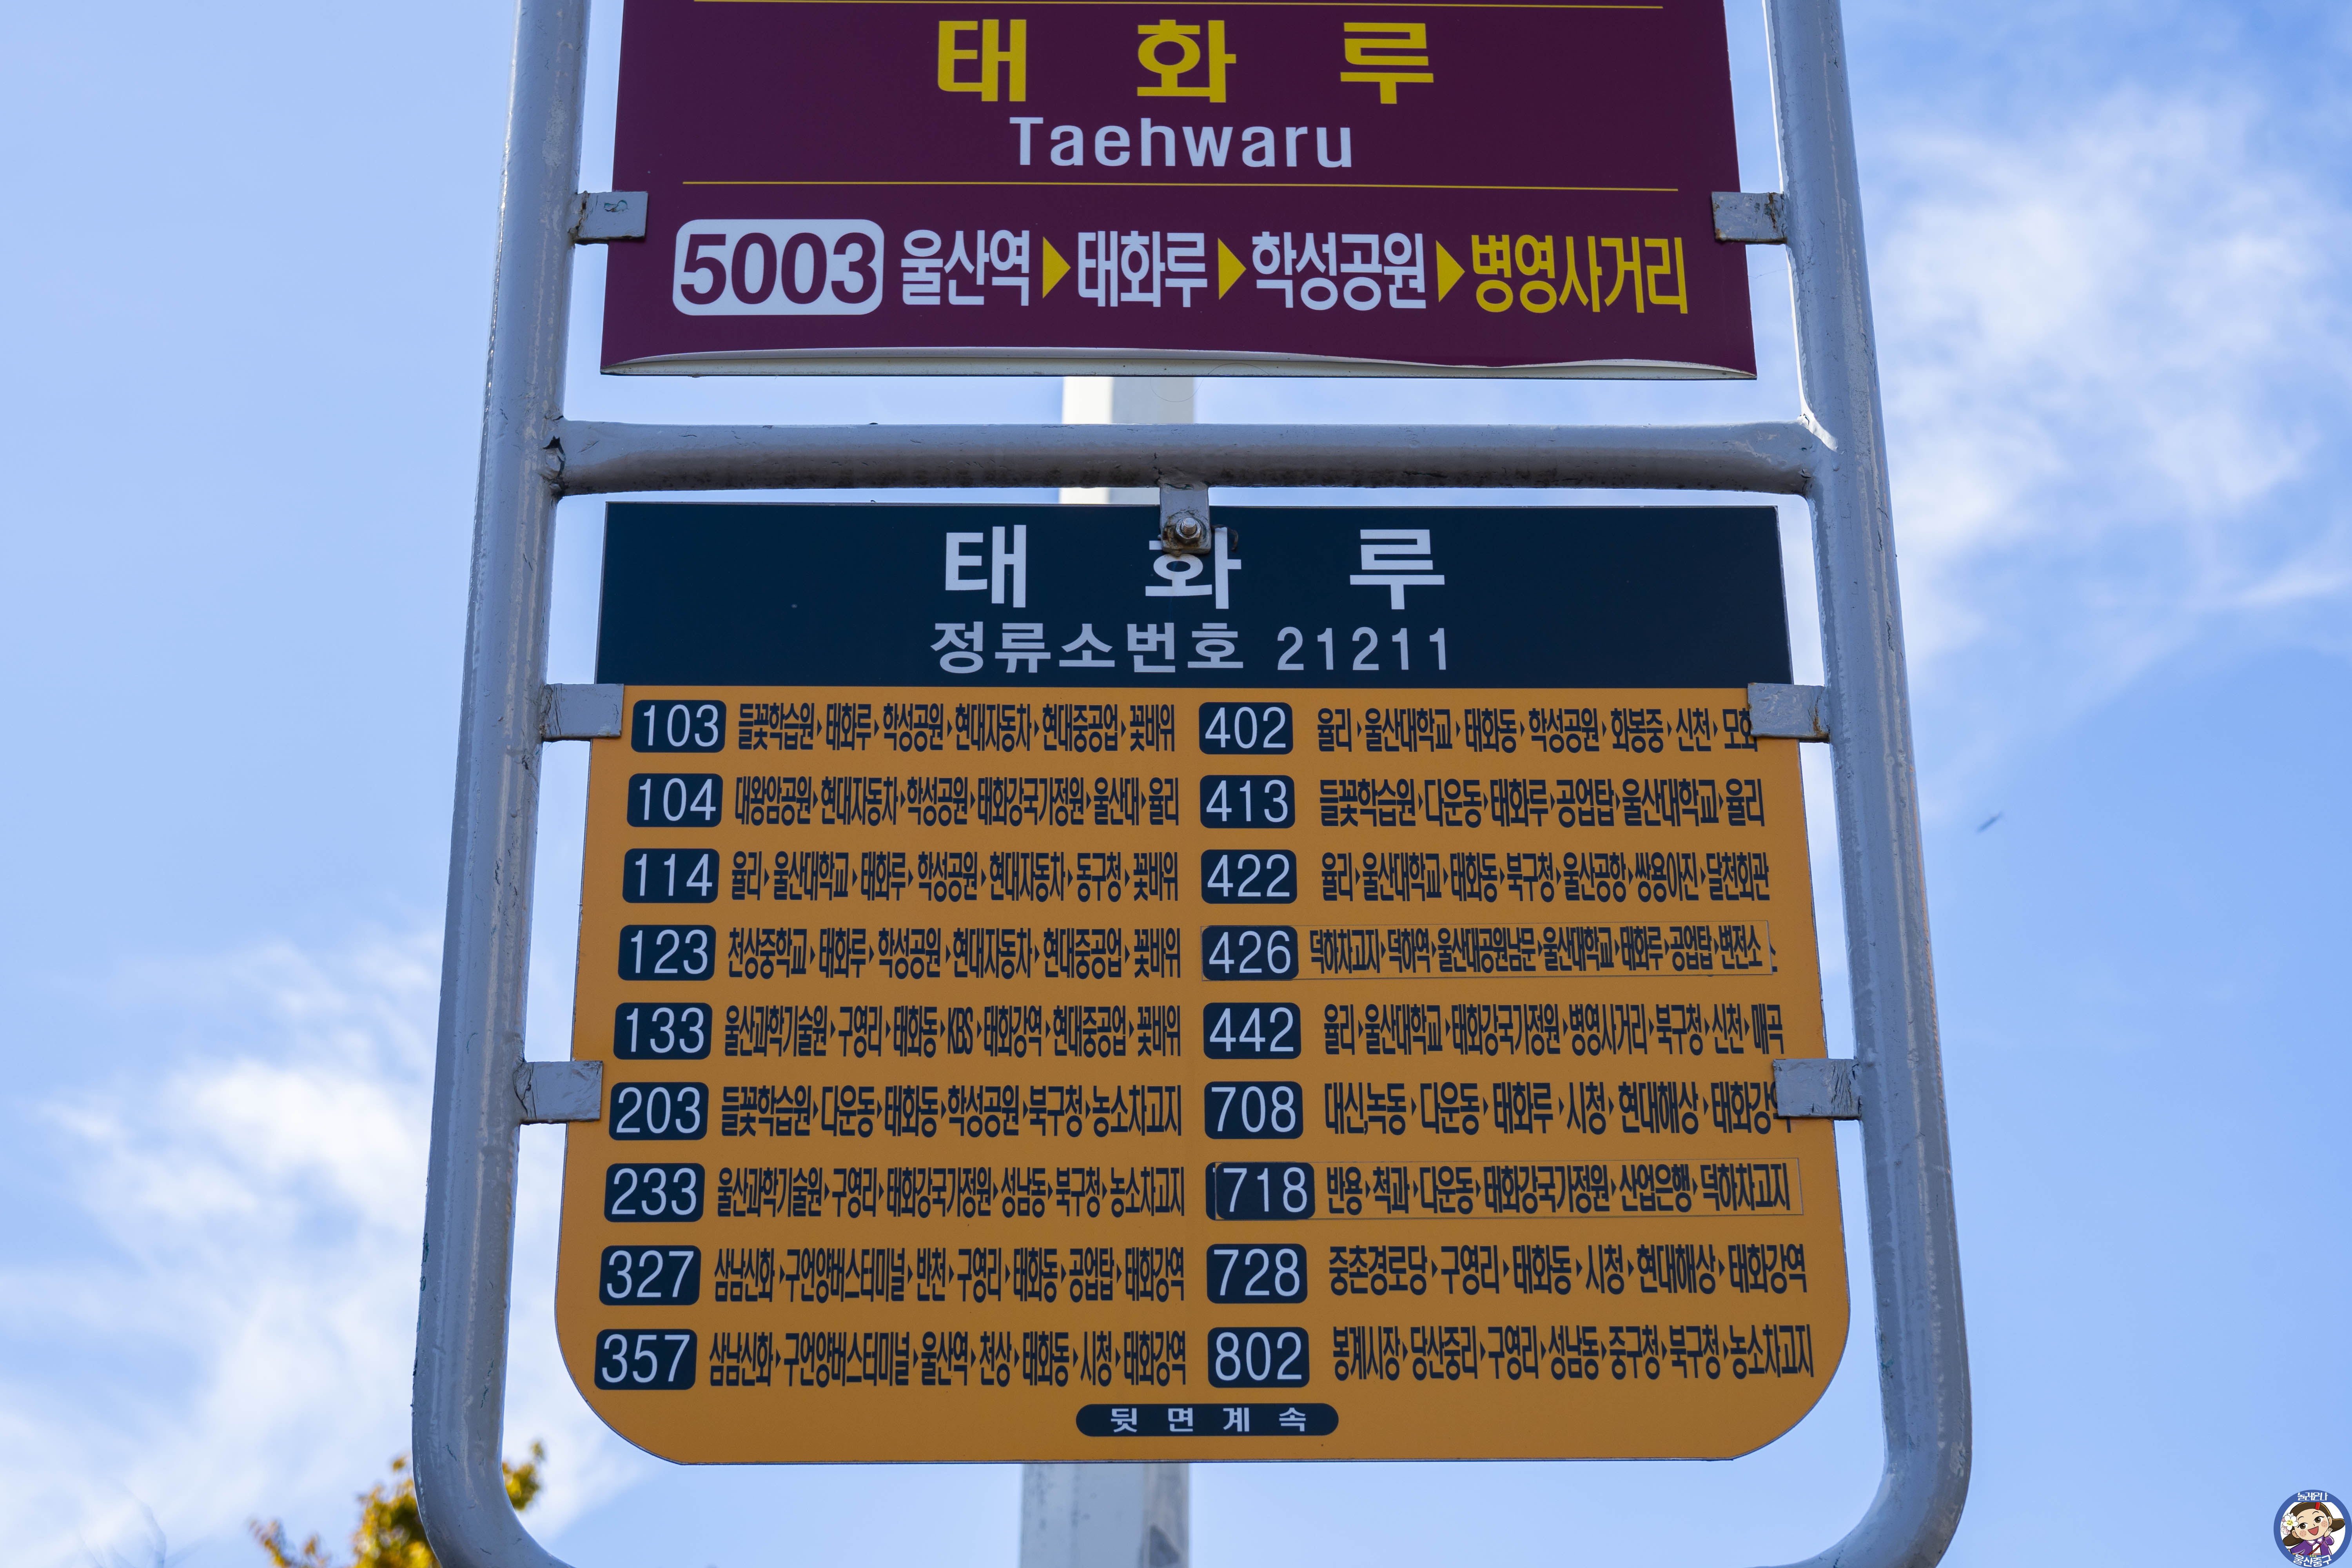 태화루
Taehwaru
5003 울산역▶태화루▶학성공원▶병영사거리
태화루
정류소번호 21211
103 들꽃학습원▸태화루▸학성공원▸현대자동차▸현대중공업▸꽃바위
104 대왕암공원▸현대자동차▸학성공원▸태화강국가정원▸울산대▸율리
114 율리▸울산대학교▸태화루▸학성공원▸현대자동차▸동구청▸꽃바위
123 천상중학교▸태화루▸학성공원▸현대자동차▸현대중공업▸꽃바위
133 울산과학기술원▸구영리▸태화동▸KBS▸태화강역▸현대중공업▸꽃바위
203 들꽃학습원▸다운동▸태화동▸학성공원▸북구청▸농소차고지
233 울산과학기술원▸구영리▸태화강국가정원▸성남동▸북구청▸농소차고지
327 삼남신화▸구언양버스터미널▸반천▸구영리▸태화동▸공업탑▸태화강역
357 삼남신화▸구언양버스터미널▸울산역▸천상▸태화동▸시청▸태화강역
402 율리▸울산대학교▸태화동▸학성공원▸화봉중▸신천▸모화
413 들꽃학습원▸다운동▸태화루▸공업탑▸울산대학교▸율리
422 율리▸울산대학교▸태화동▸북구청▸울산공항▸쌍용아진▸달천회관
426 덕하차고지▸덕하역▸울산대공원남문▸울산대학교▸태화루▸공업탑▸변전소
442 율리▸울산대학교▸태화강국가정원▸병영사거리▸북구청▸신천▸매곡
708 대신,녹동▸다운동▸태화루▸시청▸현대해상▸태화강역
718 반용▸척과▸다운동▸태화강국가정원▸산업은행▸덕하차고지
728 중촌경로당▸구영리▸태화동▸시청▸현대해상▸태화강역
802 봉계시장▸당산중리▸구영리▸성남동▸중구청▸북구청▸농소차고지
뒷면계속
울산중구